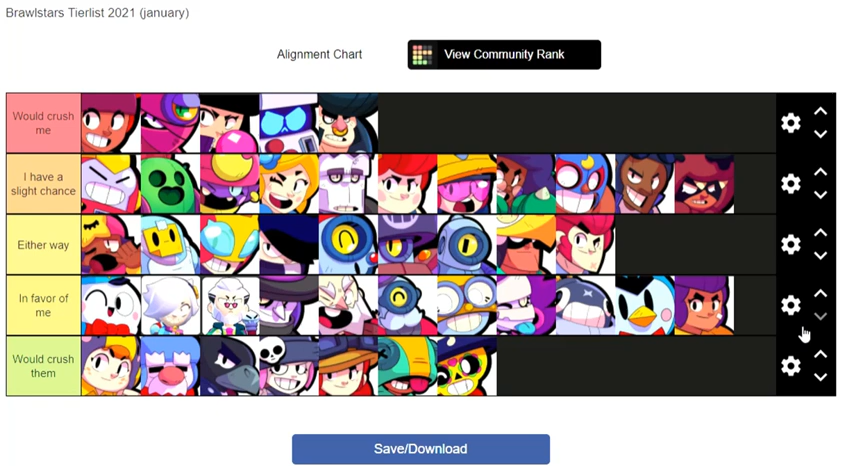 Brawlstars Tierlist 2021 (january)
Alignment Chart
View Community Rank
Would crush
me
I have a
slight chance
Either way
In favor of
me
Would crush
them
Save/Download